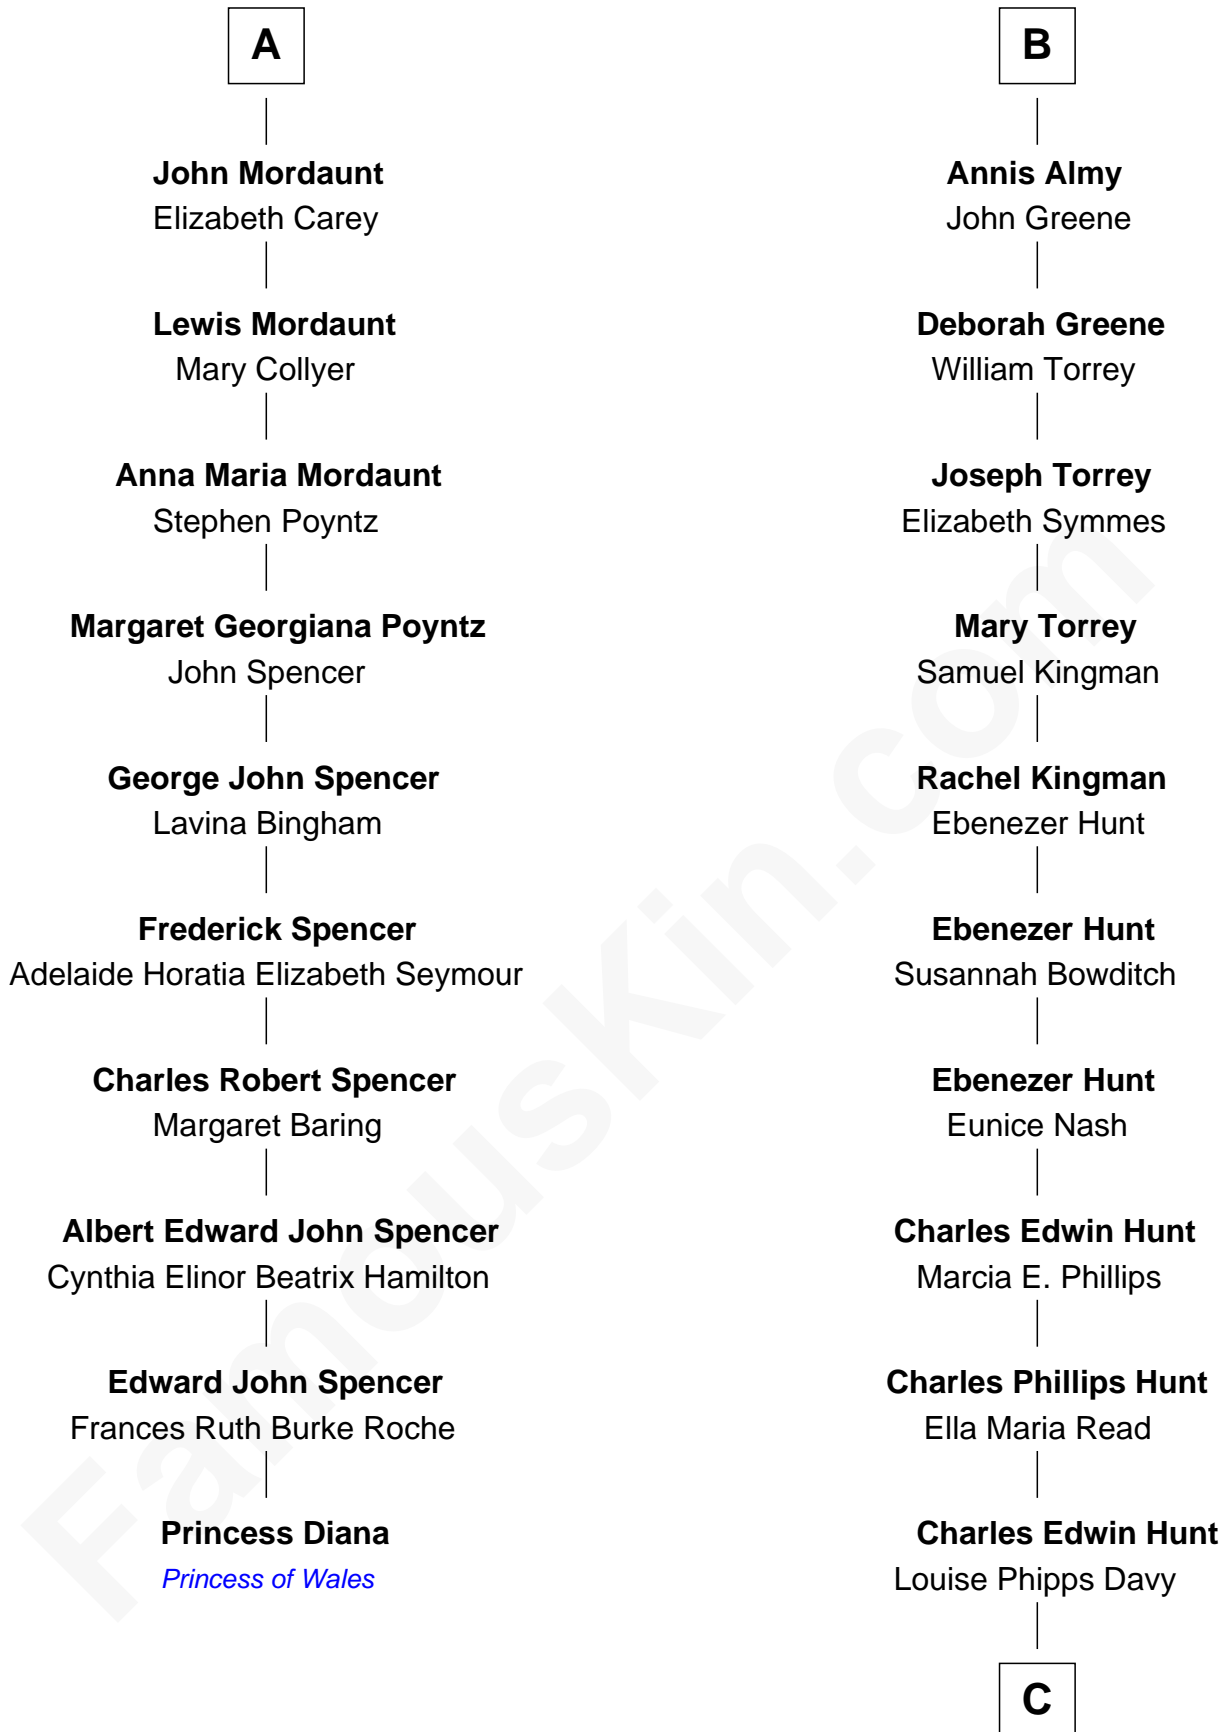 A
John Mordaunt
Elizabeth Carey
Lewis Mordaunt
Mary Collyer
Anna Maria Mordaunt
Stephen Poyntz
Margaret Georgiana Poyntz
John Spencer
George John Spencer
Lavina Bingham
Frederick Spencer
Adelaide Horatia Elizabeth Seymour
Charles Robert Spencer
Margaret Baring
Albert Edward John Spencer
Cynthia Elinor Beatrix Hamilton
Edward John Spencer
Frances Ruth Burke Roche
Princess Diana
Princess of Wales
B
Annis Almy
John Greene
Deborah Greene
William Torrey
Joseph Torrey
Elizabeth Symmes
Mary Torrey
Samuel Kingman
Rachel Kingman
Ebenezer Hunt
Ebenezer Hunt
Susannah Bowditch
Ebenezer Hunt
Eunice Nash
Charles Edwin Hunt
Marcia E. Phillips
Charles Phillips Hunt
Ella Maria Read
Charles Edwin Hunt
Louise Phipps Davy
C
FamousKin.com